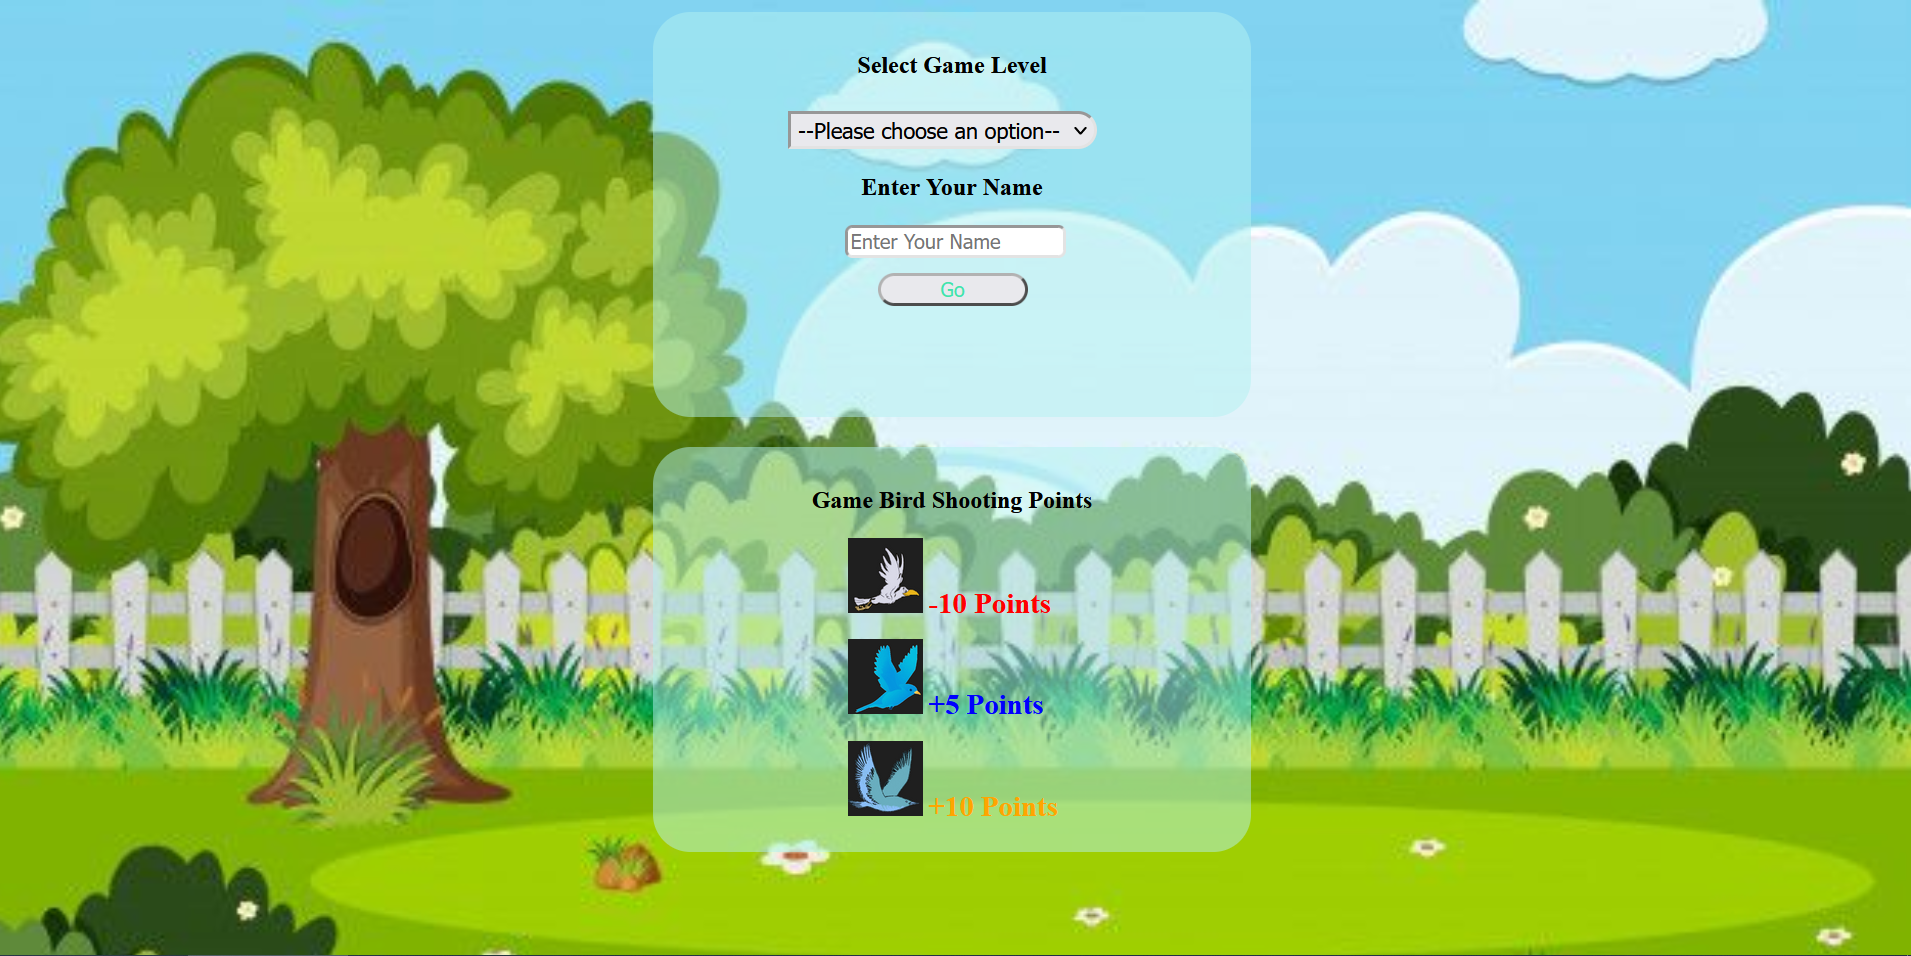 Select Game Level
--Please choose an option--
Enter Your Name
Enter Your Name
Go
Game Bird Shooting Points
-10 Points
+5 Points
+10 Points